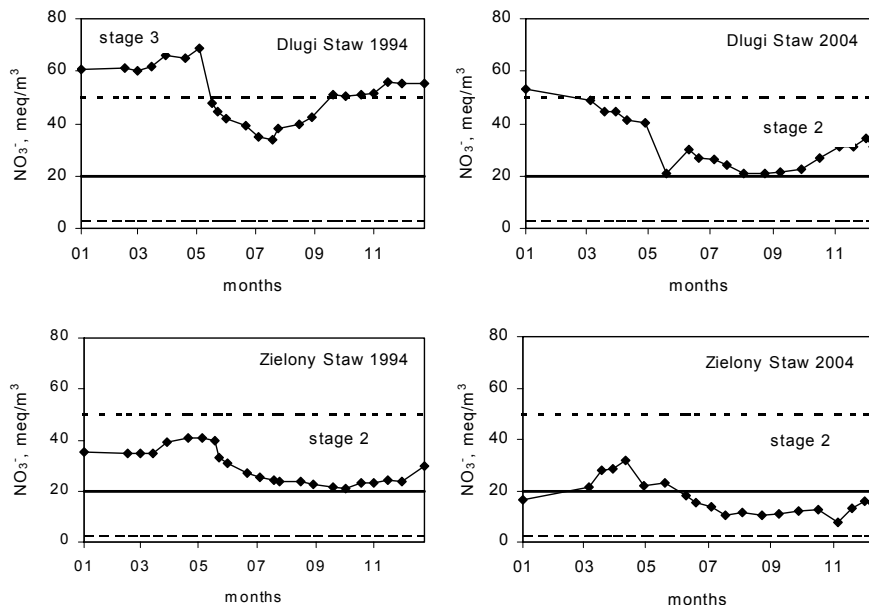 stage 3
Dlugi Staw 1994
NO₃⁻, meq/m³
80
60
40
20
0
01 03 05 07 09 11
months
Dlugi Staw 2004
stage 2
NO₃⁻, meq/m³
80
60
40
20
0
01 03 05 07 09 11
months
Zielony Staw 1994
stage 2
NO₃⁻, meq/m³
80
60
40
20
0
01 03 05 07 09 11
months
Zielony Staw 2004
stage 2
NO₃⁻, meq/m³
80
60
40
20
0
01 03 05 07 09 11
months